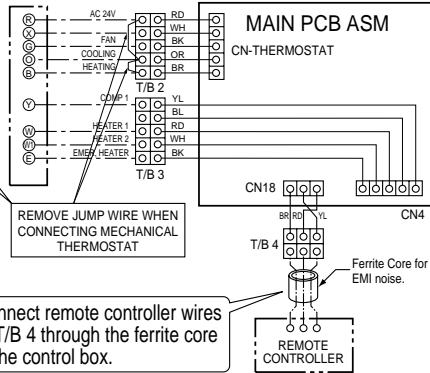 AC 24V
RD
MAIN PCB ASM
R
X
WH
G
FAN
BK
CN-THERMOSTAT
O
COOLING
OR
B
HEATING
BR
T/B 2
Y
COMP 1
YL
BL
W
HEATER 1
RD
W1
HEATER 2
WH
E
EMER. HEATER
BK
T/B 3
CN18
CN4
REMOVE JUMP WIRE WHEN
CONNECTING MECHANICAL
THERMOSTAT
BR RD YL
T/B 4
Ferrite Core for
EMI noise.
nnect remote controller wires
T/B 4 through the ferrite core
he control box.
REMOTE
CONTROLLER